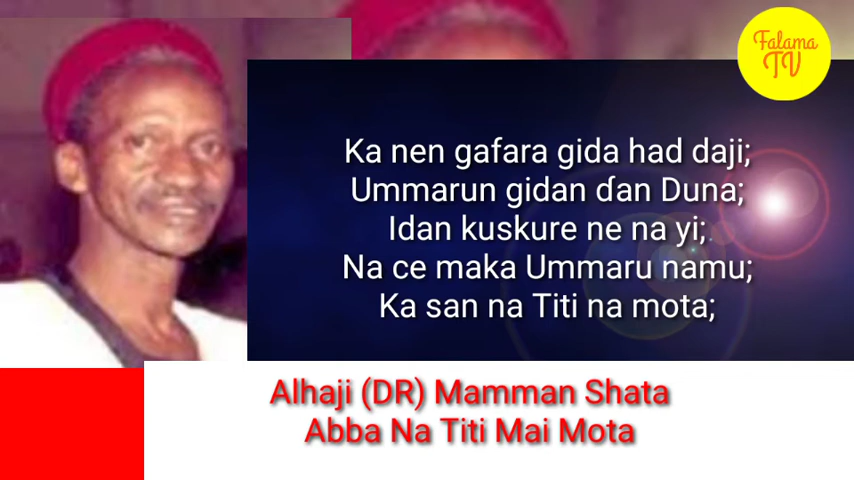 Falama
TV
Ka nen gafara gida had daji;
Ummarun gidan ɗan Duna;
Idan kuskure ne na yi;
Na ce maka Ummaru namu;
Ka san na Titi na mota;
Alhaji (DR) Mamman Shata
Abba Na Titi Mai Mota